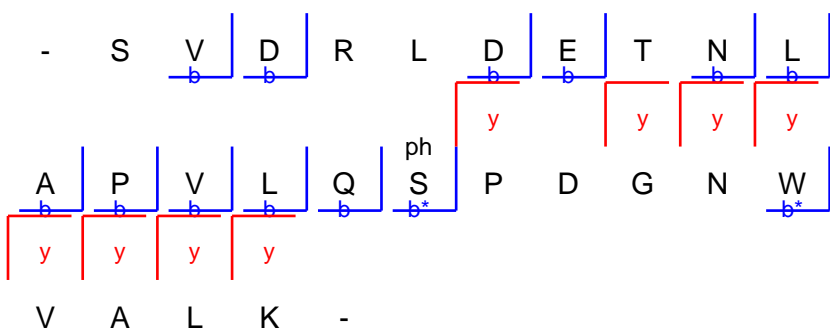 - S V D R L D E T N L
b b b b b b
y y y y
ph
A P V L Q S P D G N W
b b b b b b* b*
y y y y
V A L K -